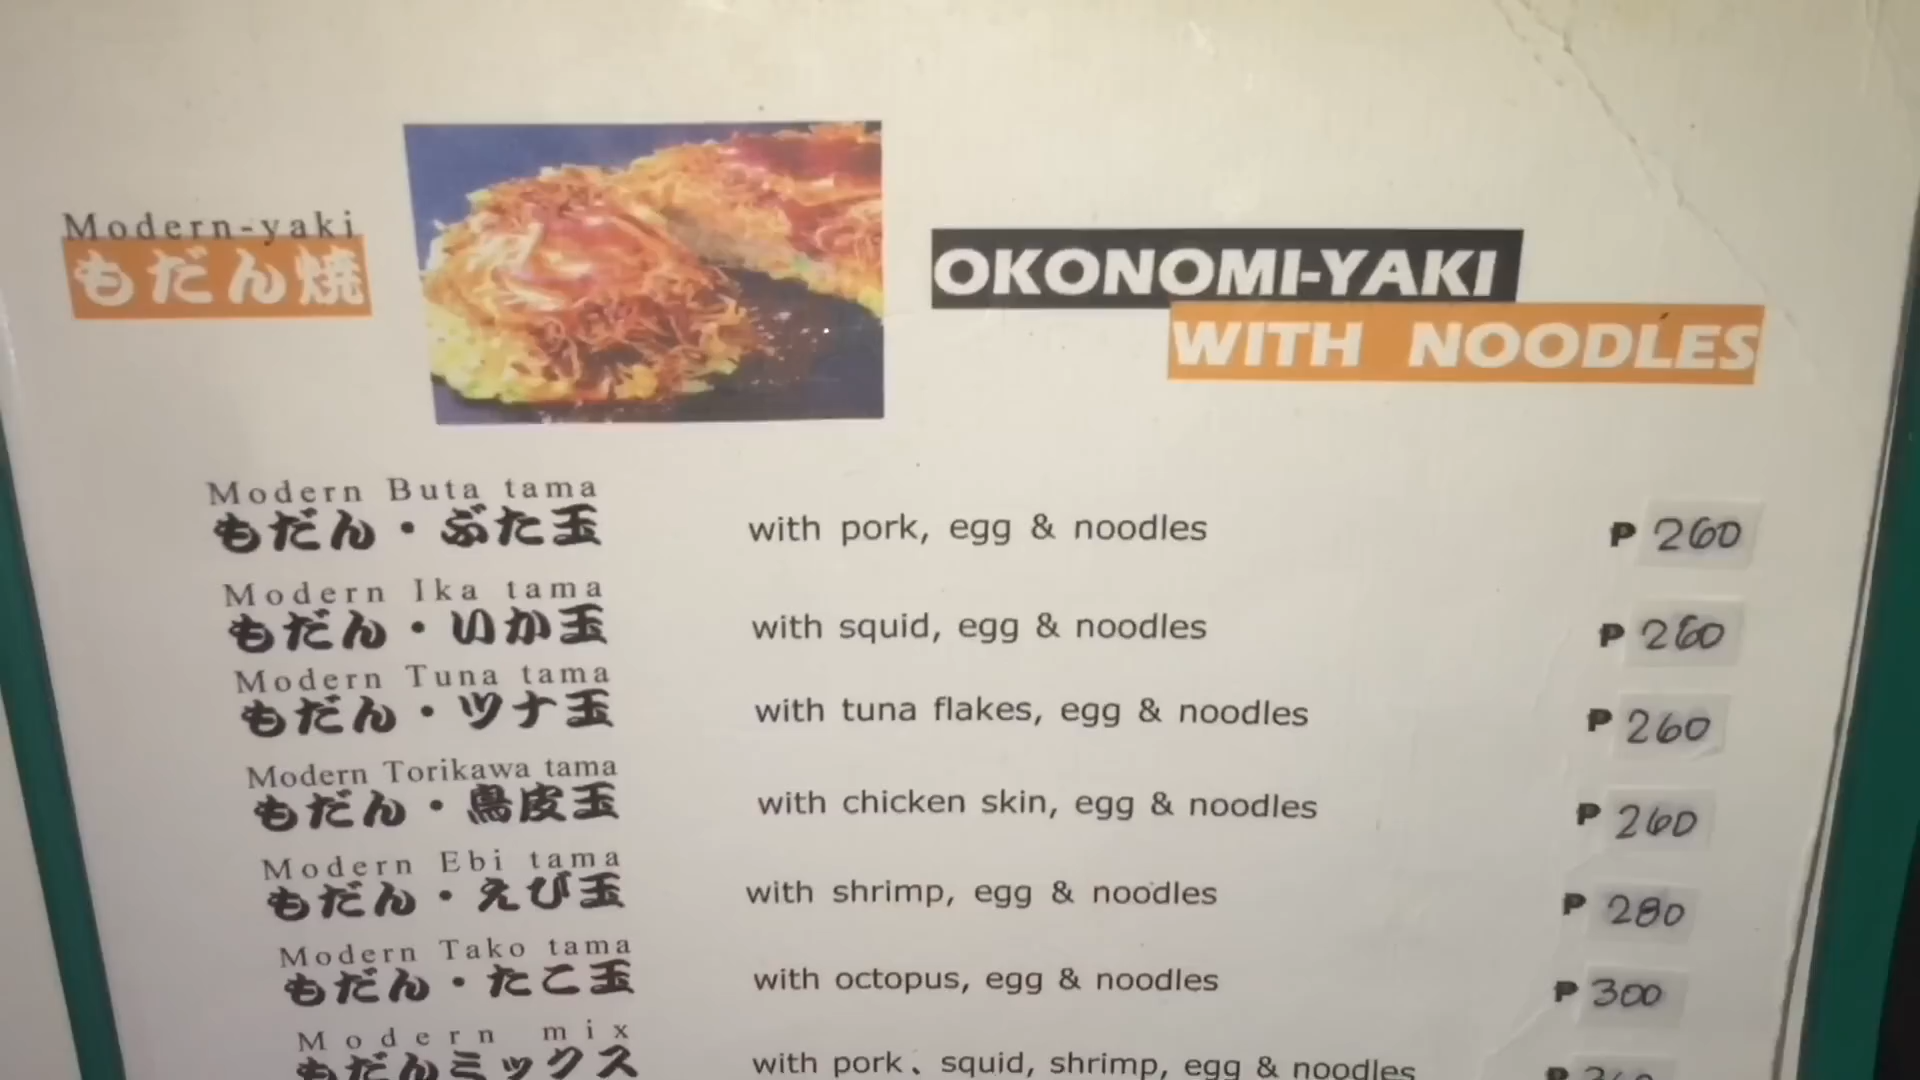 Modern-yaki
もだん焼
OKONOMI-YAKI
WITH NOODLES
Modern Buta tama
もだん・ぶた玉 with pork, egg & noodles ₱ 260
Modern Ika tama
もだん・いか玉 with squid, egg & noodles ₱ 260
Modern Tuna tama
もだん・ツナ玉 with tuna flakes, egg & noodles ₱ 260
Modern Torikawa tama
もだん・鳥皮玉 with chicken skin, egg & noodles ₱ 260
Modern Ebi tama
もだん・えび玉 with shrimp, egg & noodles ₱ 280
Modern Tako tama
もだん・たこ玉 with octopus, egg & noodles ₱ 300
Modern mix
もだんミックス with pork、squid, shrimp, egg & noodles ₱